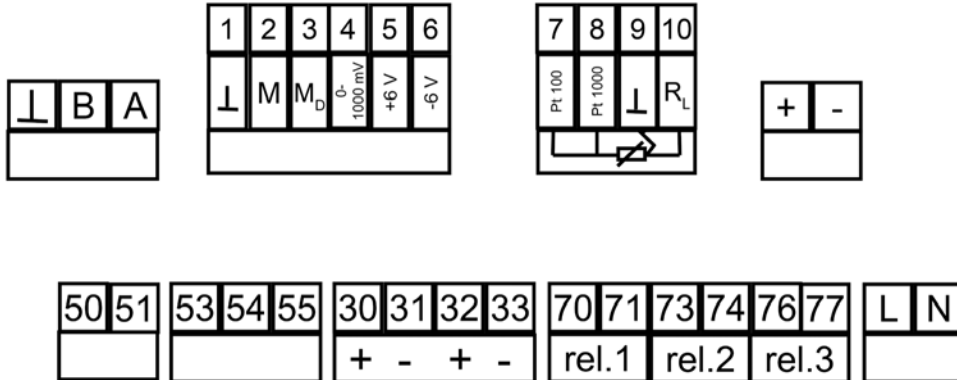 1 2 3 4 5 6
7 8 9 10
⊥ B A
⊥ M M_D 0-1000 mV +6 V -6 V
Pt 100 Pt 1000 ⊥ R_L
+ -
50 51 53 54 55 30 31 32 33 70 71 73 74 76 77 L N
+ - + - rel.1 rel.2 rel.3